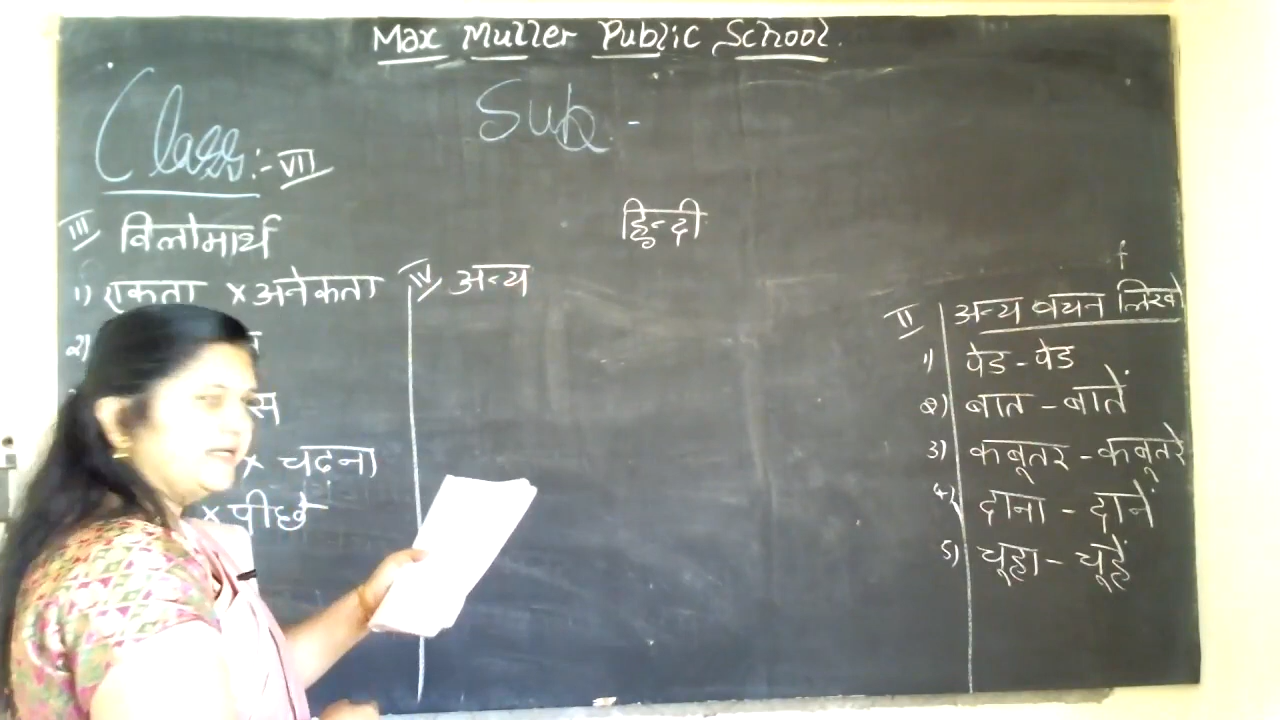 Max Muller Public School.
Class :- VII
Sub. -
हिन्दी
III विलोमार्थ
1) एकता × अनेकता
2)
स
× चढ़ना
× पीछे
IV अन्य
II अन्य वचन लिखो
1) पेड - पेड
2) बात - बातें
3) कबूतर - कबूतरे
4) दाना - दानें
5) चूहा - चूहें